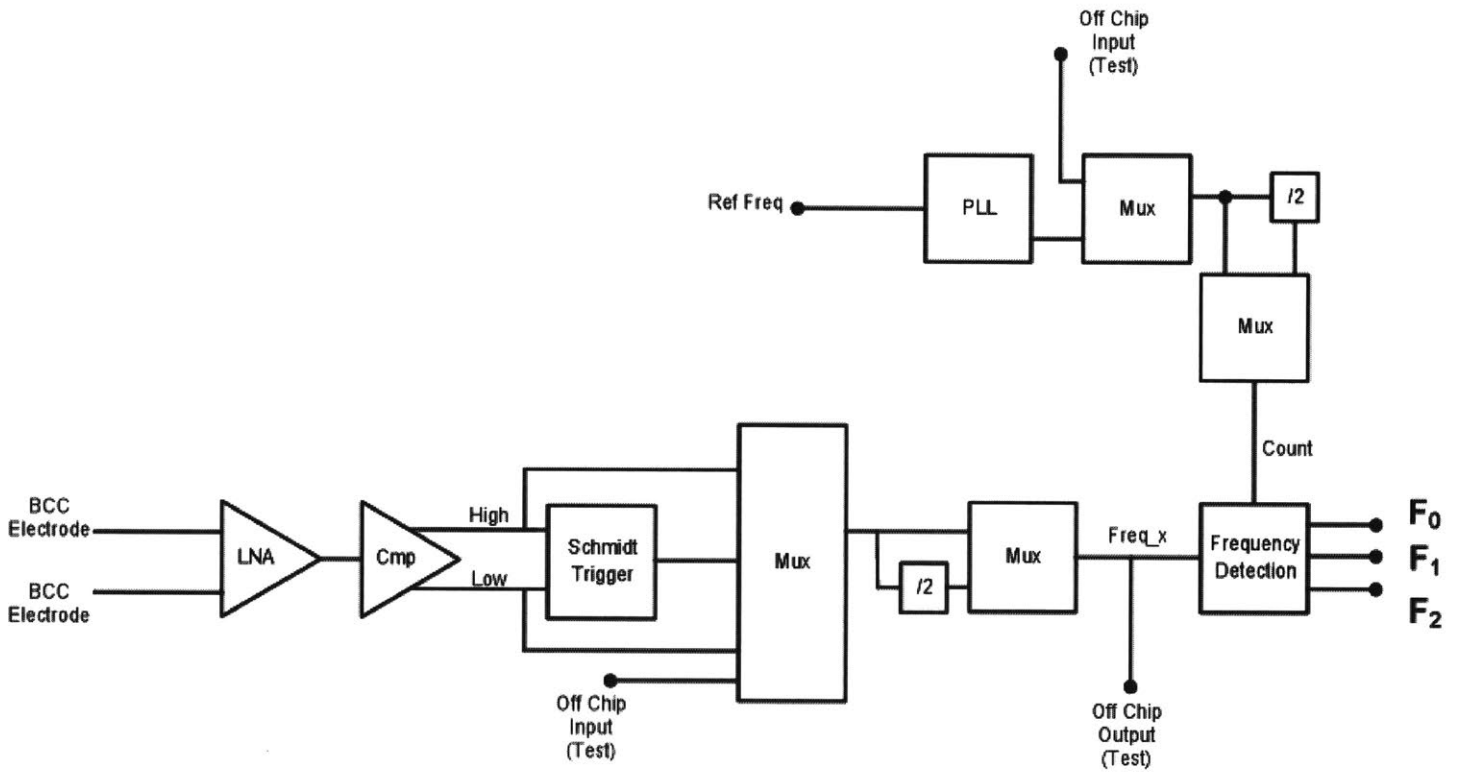 Off Chip
Input
(Test)
Ref Freq
PLL
Mux
/2
Mux
Count
BCC
Electrode
BCC
Electrode
LNA
Cmp
High
Low
Schmidt
Trigger
Mux
/2
Mux
Freq_x
Frequency
Detection
F₀
F₁
F₂
Off Chip
Input
(Test)
Off Chip
Output
(Test)